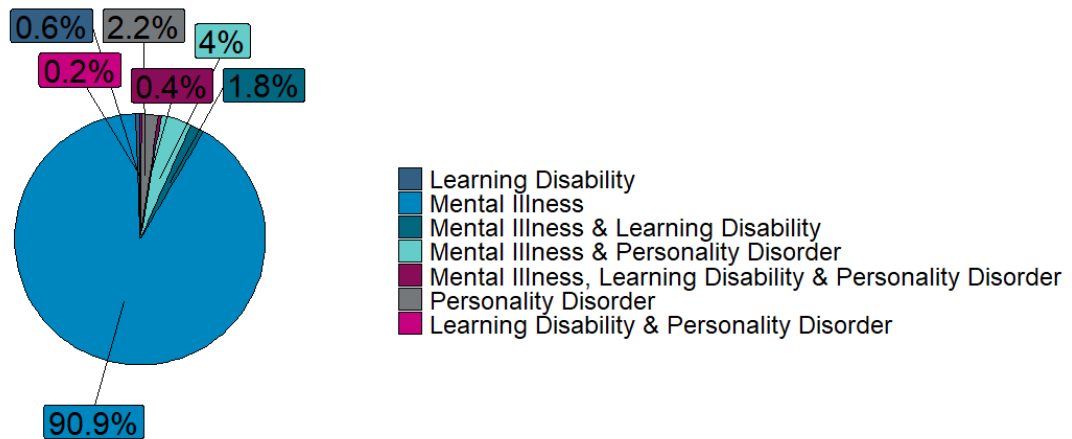 0.6%
2.2%
4%
0.2%
0.4%
1.8%
90.9%
Learning Disability
Mental Illness
Mental Illness & Learning Disability
Mental Illness & Personality Disorder
Mental Illness, Learning Disability & Personality Disorder
Personality Disorder
Learning Disability & Personality Disorder